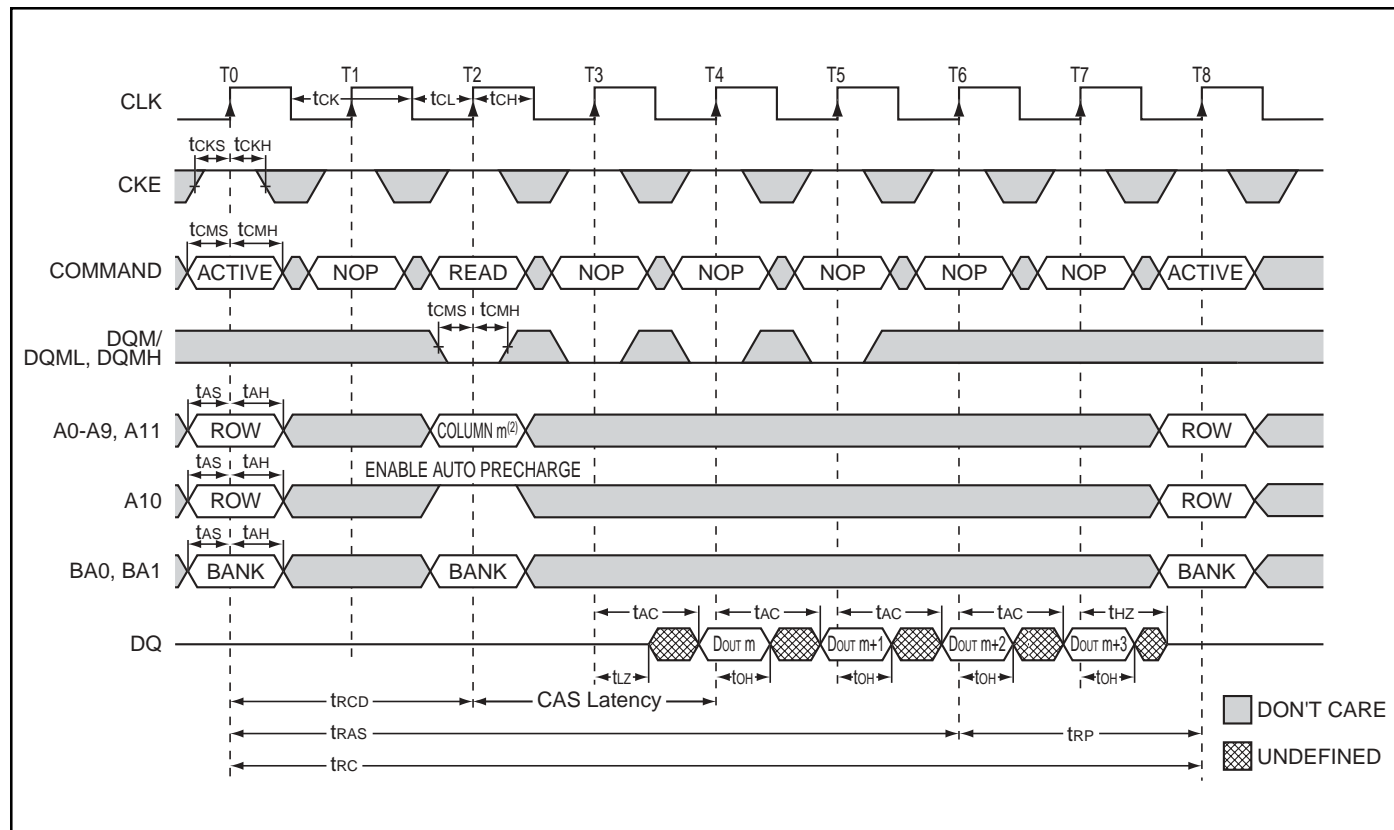 T0 T1 T2 T3 T4 T5 T6 T7 T8
CLK
tCK tCL tCH
tCKS tCKH
CKE
tCMS tCMH
COMMAND ACTIVE NOP READ NOP NOP NOP NOP NOP ACTIVE
tCMS tCMH
DQM/
DQML, DQMH
tAS tAH
A0-A9, A11 ROW COLUMN m(2) ROW
tAS tAH ENABLE AUTO PRECHARGE
A10 ROW ROW
tAS tAH
BA0, BA1 BANK BANK BANK
tAC tAC tAC tAC tHZ
DQ DOUT m DOUT m+1 DOUT m+2 DOUT m+3
tLZ tOH tOH tOH tOH
tRCD CAS Latency
DON'T CARE
tRAS tRP
UNDEFINED
tRC